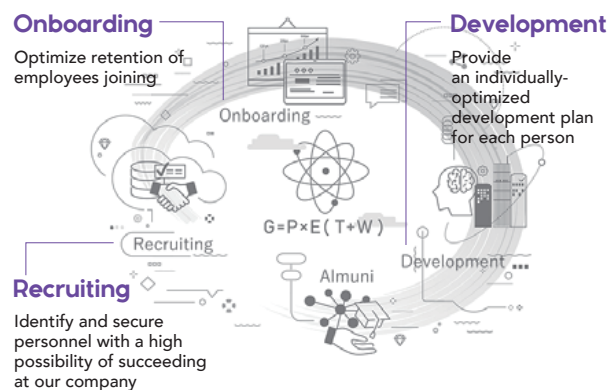 Onboarding
Optimize retention of
employees joining
Development
Provide
an individually-
optimized
development plan
for each person
Onboarding
G=P×E(T+W)
Recruiting
Development
Almuni
Recruiting
Identify and secure
personnel with a high
possibility of succeeding
at our company